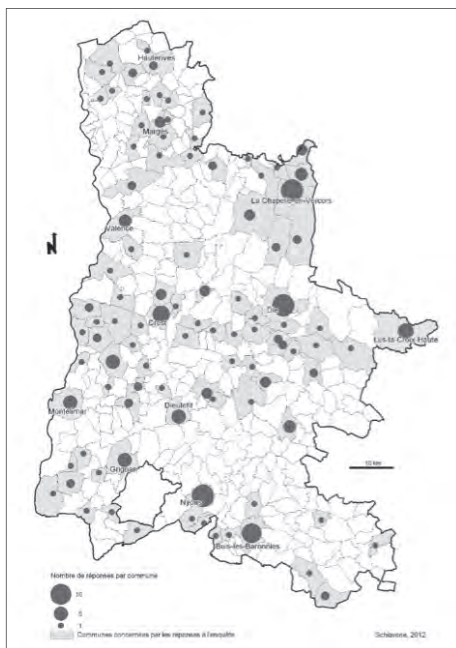 Hauterives
Margès
La Chapelle-en-Vercors
Valence
N
Die
Crest
Lus-la-Croix Haute
Montélimar
Dieulefit
10 km
Grignan
Nyons
Buis-les-Baronnies
Nombre de réponses par commune
5
1
Communes concernées par les réponses à l'enquête
Schiavone, 2012